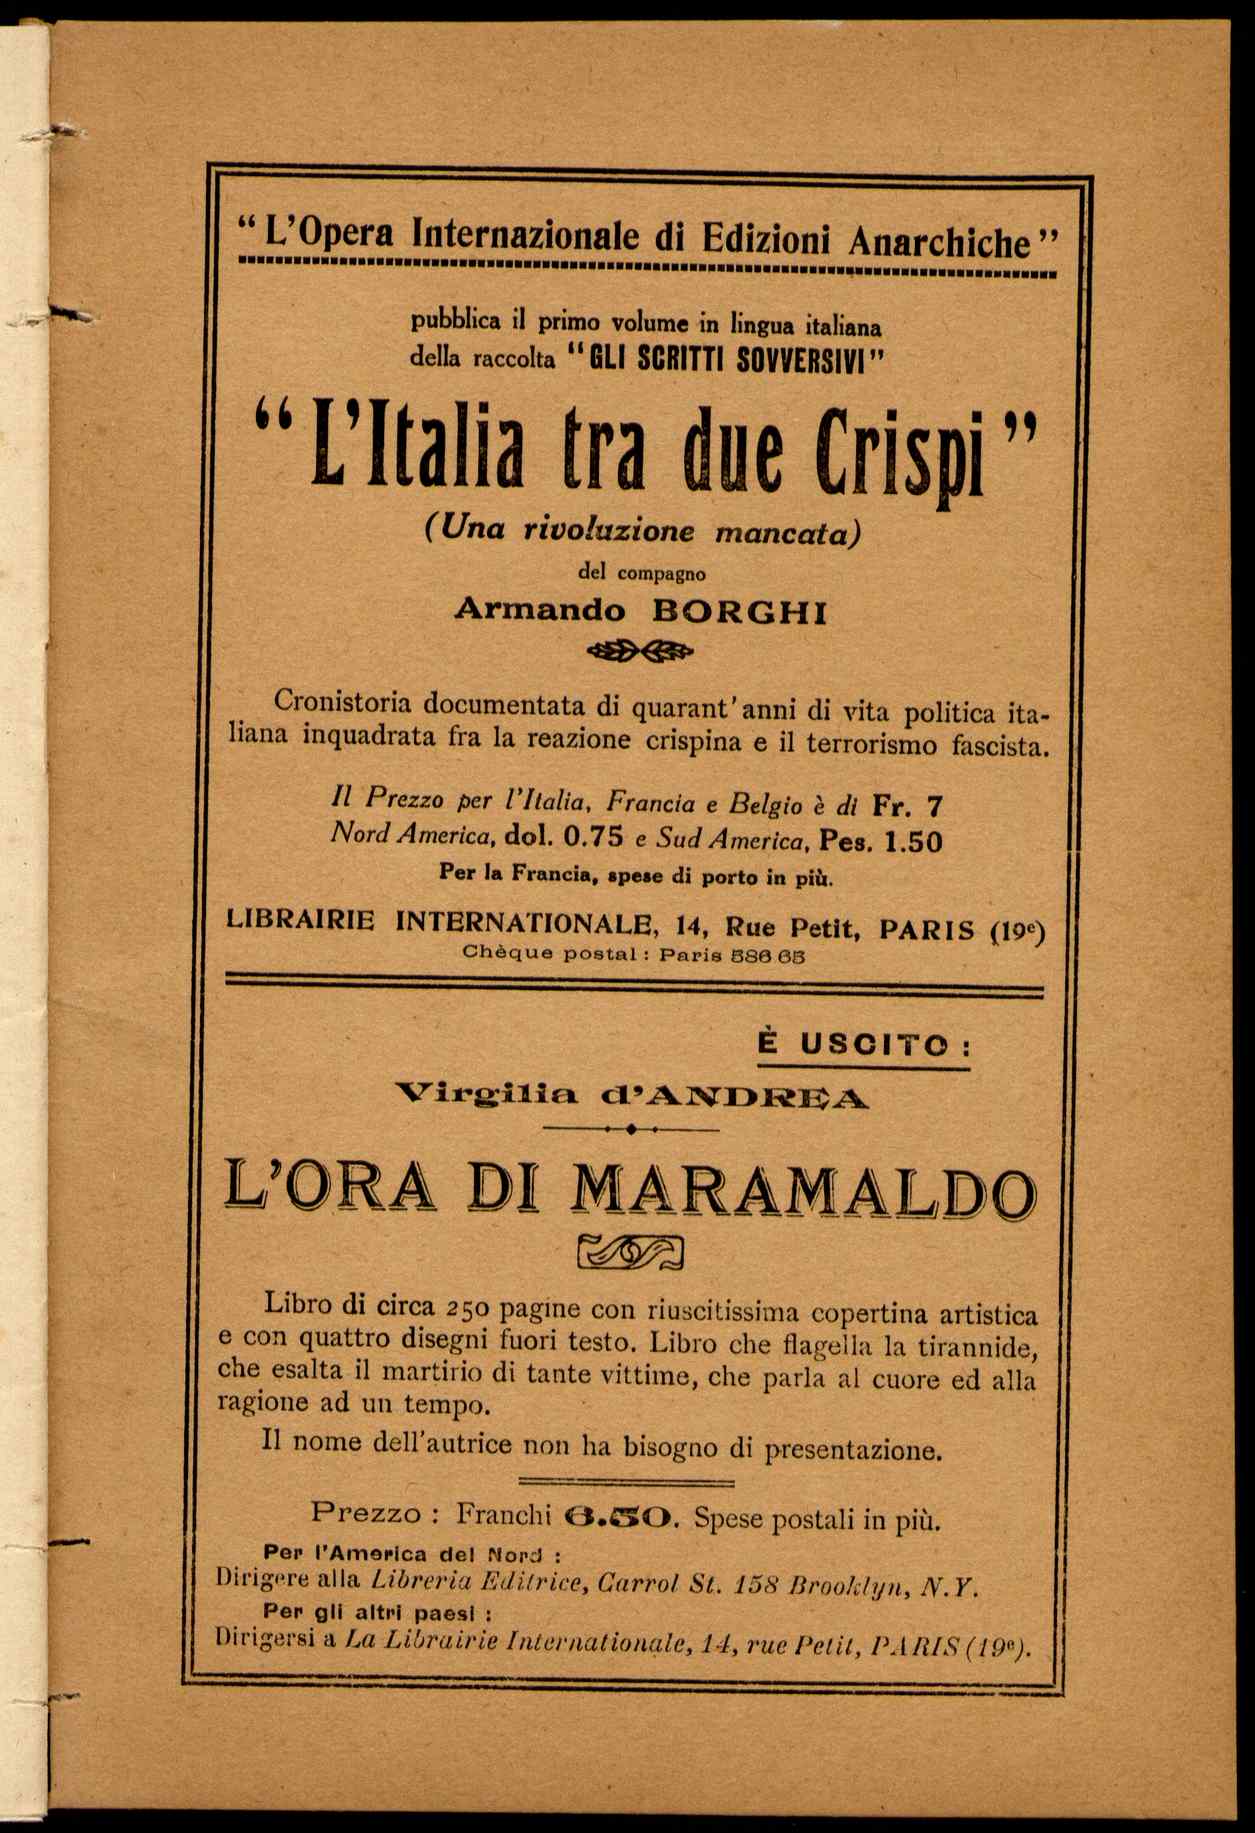 “L’Opera Internazionale di Edizioni Anarchiche”
pubblica il primo volume in lingua italiana
della raccolta “GLI SCRITTI SOVVERSIVI”
“L’Italia tra due Crispi”
(Una rivoluzione mancata)
del compagno
Armando BORGHI
Cronistoria documentata di quarant’anni di vita politica ita-
liana inquadrata fra la reazione crispina e il terrorismo fascista.
Il Prezzo per l’Italia, Francia e Belgio è di Fr. 7
Nord America, dol. 0.75 e Sud America, Pes. 1.50
Per la Francia, spese di porto in più.
LIBRAIRIE INTERNATIONALE, 14, Rue Petit, PARIS (19e)
Chèque postal : Paris 586 65
È USCITO :
Virgilia d’ANDREA
L’ORA DI MARAMALDO
Libro di circa 250 pagine con riuscitissima copertina artistica
e con quattro disegni fuori testo. Libro che flagella la tirannide,
che esalta il martirio di tante vittime, che parla al cuore ed alla
ragione ad un tempo.
Il nome dell’autrice non ha bisogno di presentazione.
Prezzo : Franchi 6.50. Spese postali in più.
Per l’America del Nord :
Dirigere alla Libreria Editrice, Carrol St. 158 Brooklyn, N.Y.
Per gli altri paesi :
Dirigersi a La Librairie Internationale, 14, rue Petit, PARIS (19e).